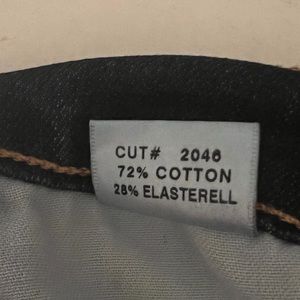 CUT# 2046
72% COTTON
28% ELASTERELL